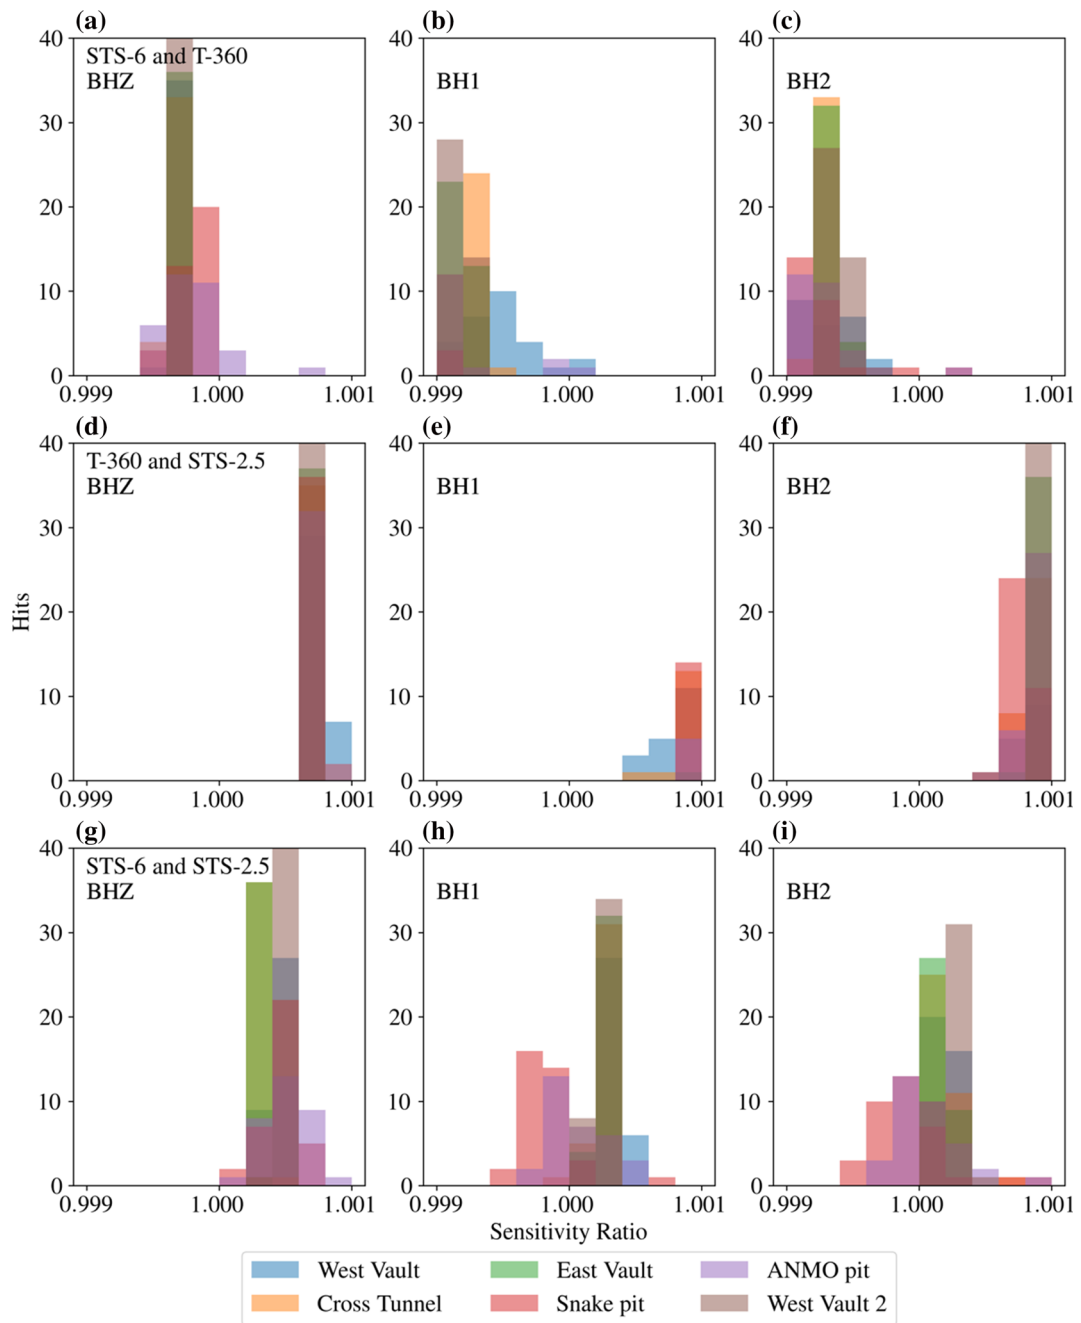 (a) (b) (c)
40 40 40
STS-6 and T-360
BHZ BH1 BH2
30 30 30
20 20 20
10 10 10
0 0 0
0.999 1.000 1.001 0.999 1.000 1.001 0.999 1.000 1.001
(d) (e) (f)
40 40 40
T-360 and STS-2.5
BHZ BH1 BH2
30 30 30
Hits
20 20 20
10 10 10
0 0 0
0.999 1.000 1.001 0.999 1.000 1.001 0.999 1.000 1.001
(g) (h) (i)
40 40 40
STS-6 and STS-2.5
BHZ BH1 BH2
30 30 30
20 20 20
10 10 10
0 0 0
0.999 1.000 1.001 0.999 1.000 1.001 0.999 1.000 1.001
Sensitivity Ratio
West Vault East Vault ANMO pit
Cross Tunnel Snake pit West Vault 2